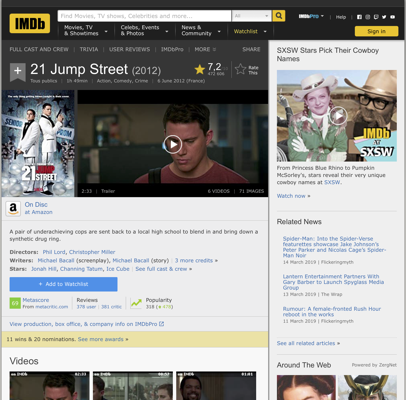 IMDb
Find Movies, TV shows, Celebrities and more...
All
Movies, TV
& Showtimes
Celebs, Events
& Photos
News &
Community
Watchlist
IMDbPro
Help
Sign in
FULL CAST AND CREW | TRIVIA | USER REVIEWS | IMDbPro | MORE
SHARE
21 Jump Street (2012)
Tous publics | 1h 49min | Action, Comedy, Crime | 6 June 2012 (France)
7,2
Rate
This
21
STREET
2:33 | Trailer
6 VIDEOS | 71 IMAGES
On Disc
at Amazon
A pair of underachieving cops are sent back to a local high school to blend in and bring down a
synthetic drug ring.
Directors: Phil Lord, Christopher Miller
Writers: Michael Bacall (screenplay), Michael Bacall (story) | 3 more credits »
Stars: Jonah Hill, Channing Tatum, Ice Cube | See full cast & crew »
+ Add to Watchlist
Metascore
From metacritic.com
Reviews
378 user | 381 critic
Popularity
View production, box office, & company info on IMDbPro
11 wins & 20 nominations. See more awards »
Videos
SXSW Stars Pick Their Cowboy
Names
IMDb
AT
SXSW
From Princess Blue Rhino to Pumpkin
McSorley's, stars reveal their very
unique cowboy names at SXSW.
Watch now »
Related News
Spider-Man: Into the Spider-Verse
featurettes showcase Jake Johnson's
Peter Parker and Nicolas Cage's Spider-
Man Noir
14 March 2019 | Flickeringmyth
Lantern Entertainment Partners With
Gary Barber to Launch Spyglass Media
Group
13 March 2019 | The Wrap
Rumour: A female-fronted Rush Hour
reboot in the works
11 March 2019 | Flickeringmyth
See all related articles »
Around The Web
Powered by ZergNet